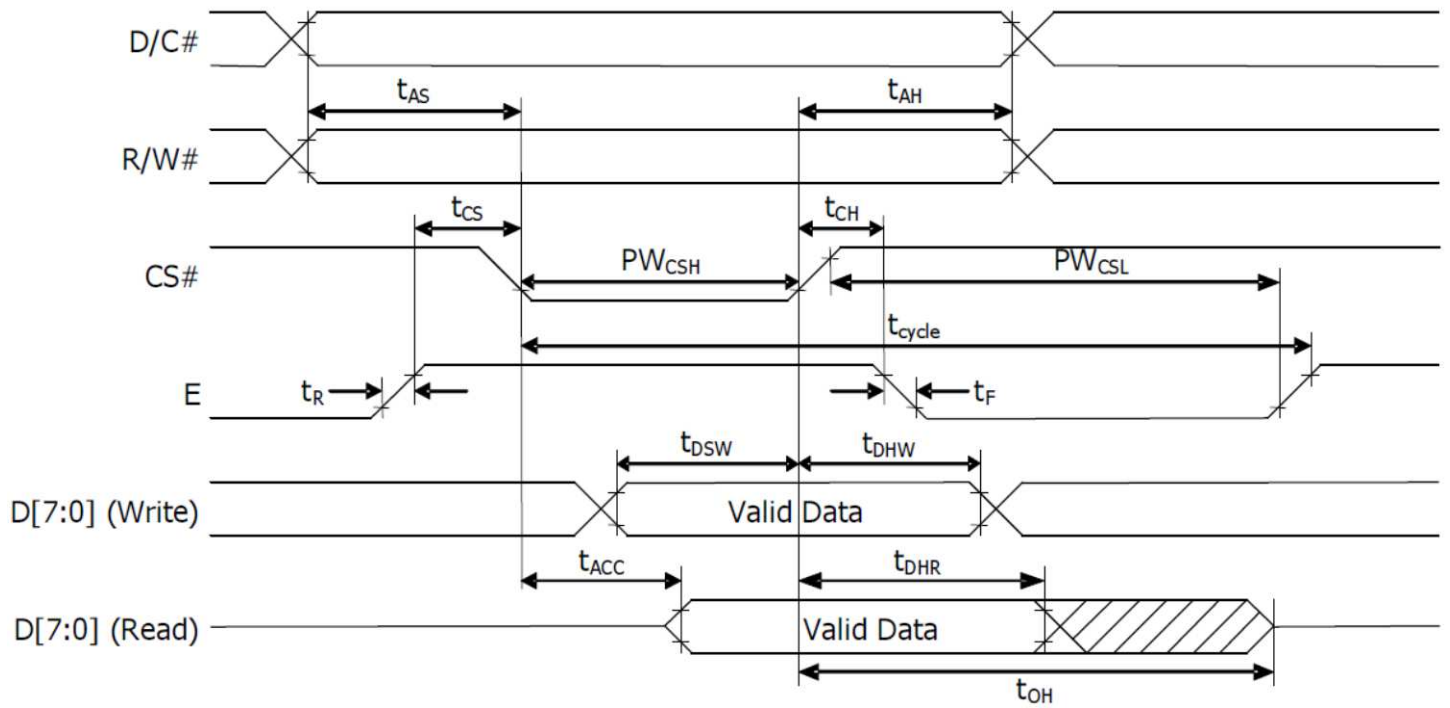 D/C#
tAS
tAH
R/W#
tCS
tCH
CS#
PWCSH
PWCSL
tcycle
E
tR
tF
tDSW
tDHW
D[7:0] (Write)
Valid Data
tACC
tDHR
D[7:0] (Read)
Valid Data
tOH